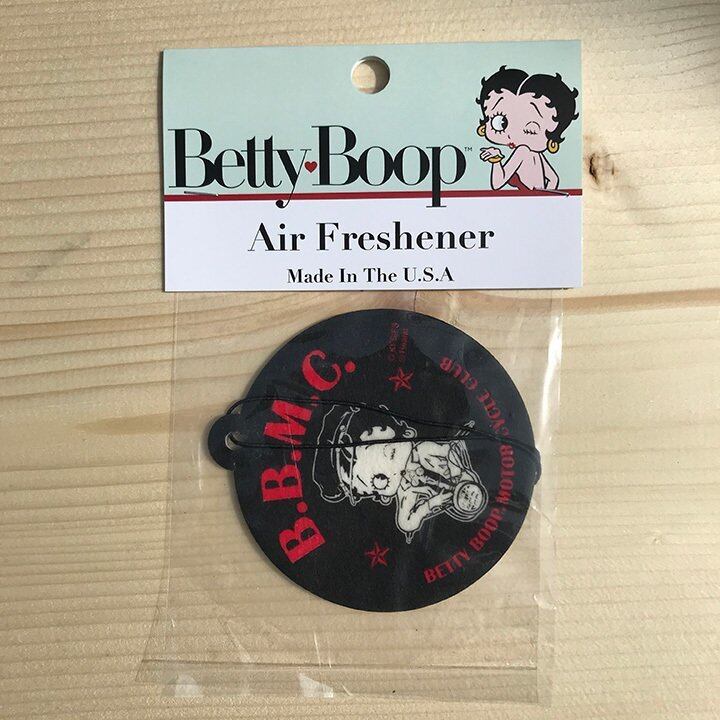 Betty♥Boop™
Air Freshener
Made In The U.S.A
B.B.M.C.
BETTY BOOP MOTORCYCLE CLUB